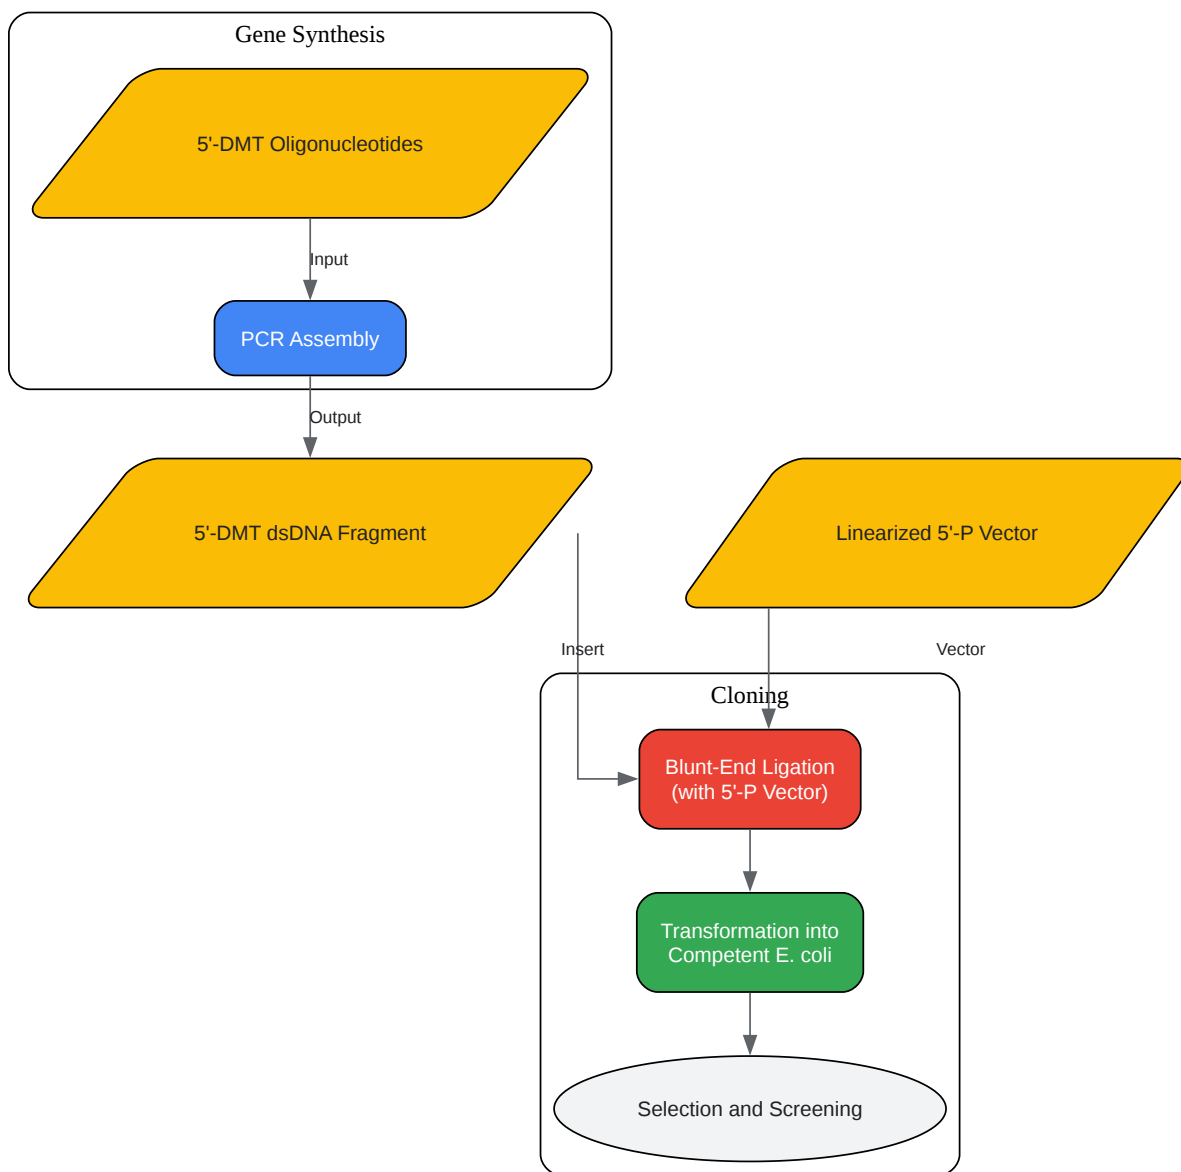 Gene Synthesis
5'-DMT Oligonucleotides
Input
PCR Assembly
Output
5'-DMT dsDNA Fragment
Linearized 5'-P Vector
Insert
Vector
Cloning
Blunt-End Ligation
(with 5'-P Vector)
Transformation into
Competent E. coli
Selection and Screening